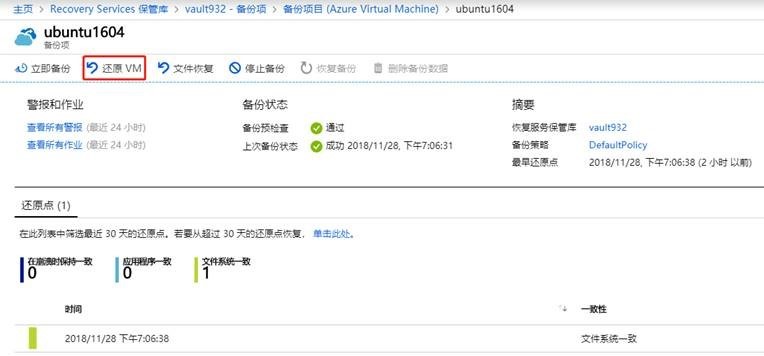 主页 > Recovery Services 保管库 > vault932 - 备份项 > 备份项目 (Azure Virtual Machine) > ubuntu1604
ubuntu1604
备份项
立即备份 还原 VM 文件恢复 停止备份 恢复备份 删除备份数据
警报和作业 备份状态 摘要
查看所有警报 (最近 24 小时) 备份预检查 通过 恢复服务保管库 vault932
查看所有作业 (最近 24 小时) 上次备份状态 成功 2018/11/28, 下午7:06:31 备份策略 DefaultPolicy
最早还原点 2018/11/28, 下午7:06:38 (2 小时 以前)
还原点 (1)
在此列表中筛选最近 30 天的还原点。若要从超过 30 天的还原点恢复，单击此处。
在崩溃时保持一致 应用程序一致 文件系统一致
0 0 1
时间 一致性
2018/11/28 下午7:06:38 文件系统一致